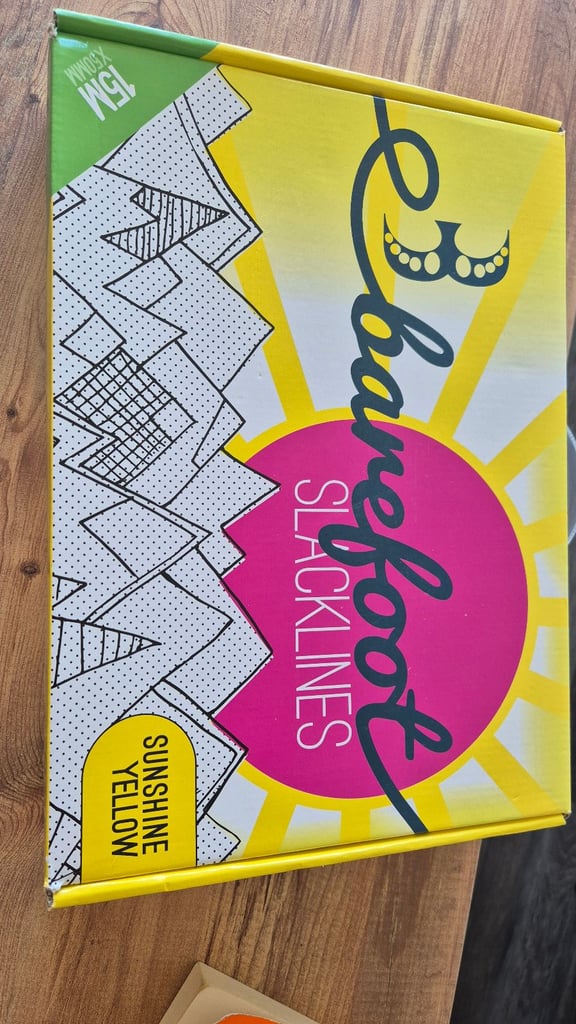 barefoot
SLACKLINES
15M
X50MM
SUNSHINE
YELLOW